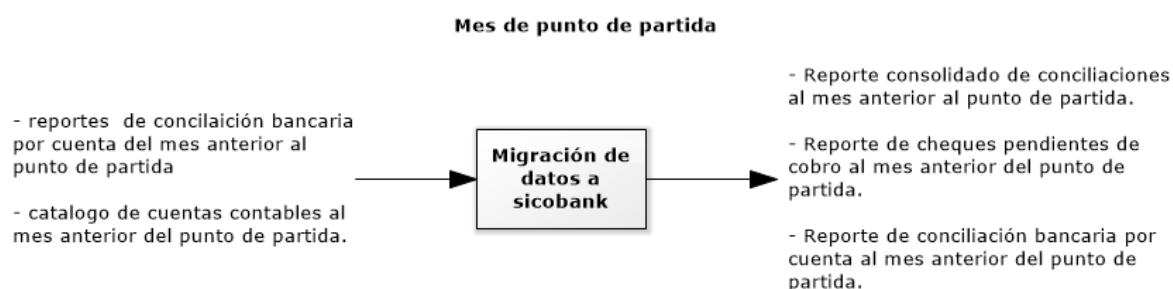 Mes de punto de partida
- reportes  de concilaición bancaria
por cuenta del mes anterior al
punto de partida
- catalogo de cuentas contables al
mes anterior del punto de partida.
Migración de
datos a
sicobank
- Reporte consolidado de conciliaciones
al mes anterior al punto de partida.
- Reporte de cheques pendientes de
cobro al mes anterior del punto de
partida.
- Reporte de conciliación bancaria por
cuenta al mes anterior del punto de
partida.